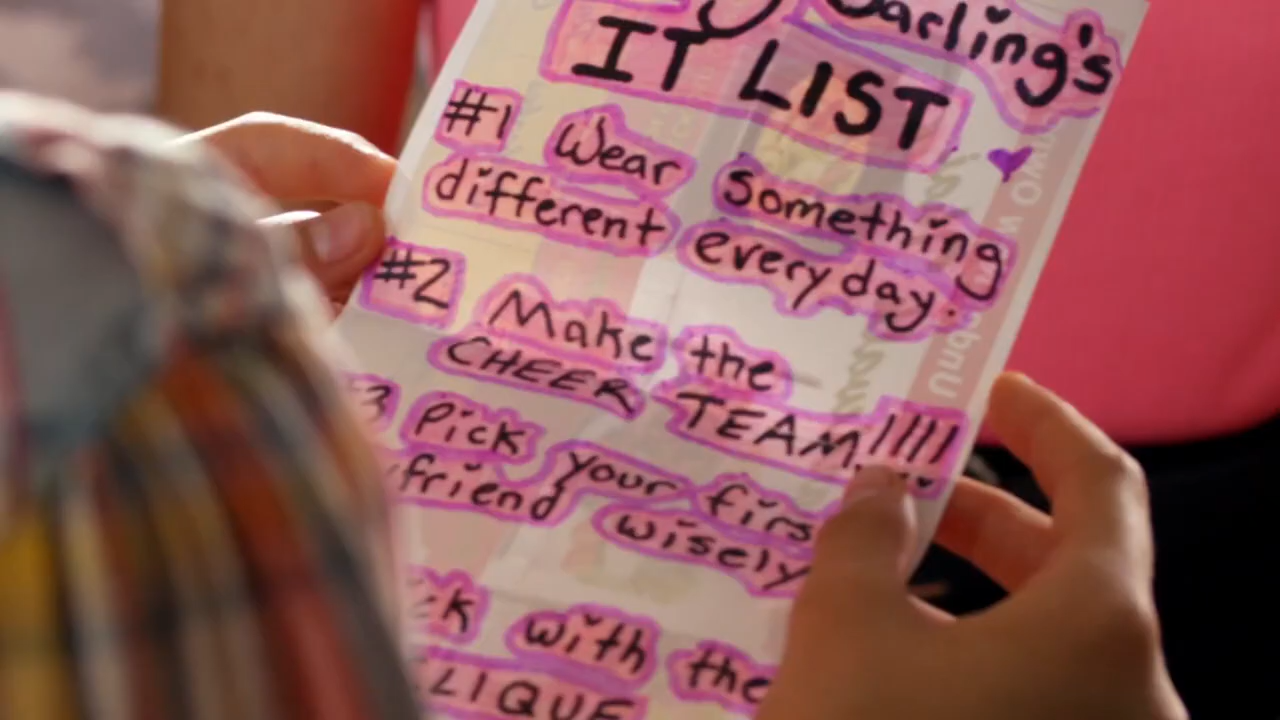 Darling's
IT LIST
#1 Wear something
different everyday.
#2 Make the
CHEER TEAM!!!!
Pick your
friend wisely
with the